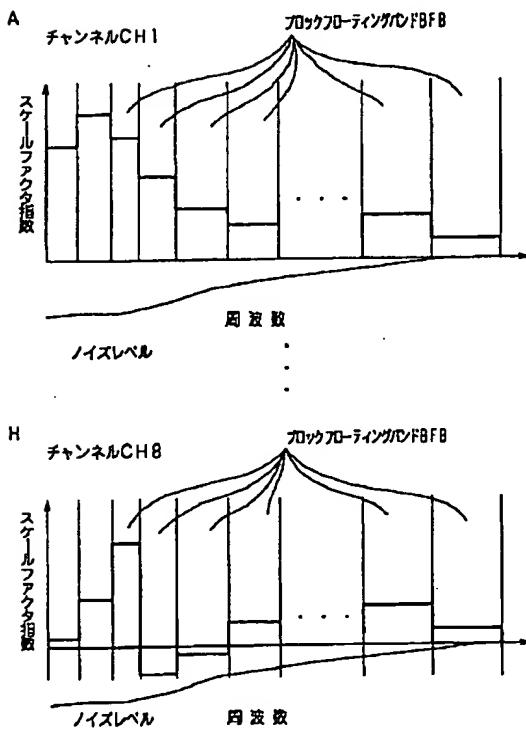 A
チャンネルCH1
ブロックフローティングバンドBFB
スケールファクタ指数
・・・
周波数
ノイズレベル
H
チャンネルCH8
ブロックフローティングバンドBFB
スケールファクタ指数
・・・
ノイズレベル
周波数